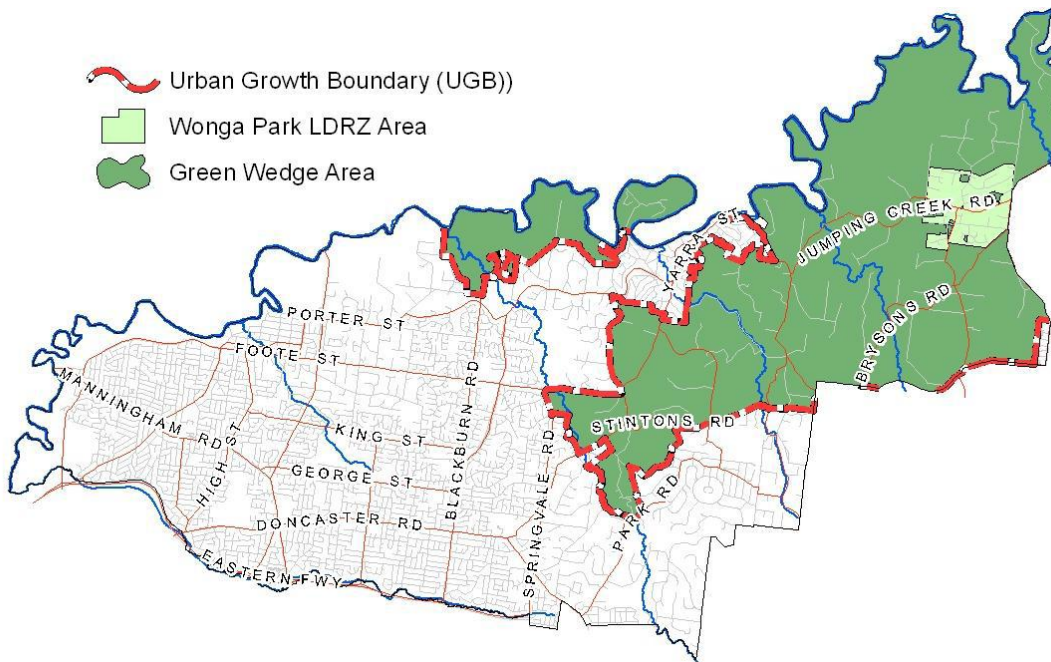 Urban Growth Boundary (UGB))
Wonga Park LDRZ Area
Green Wedge Area
YARRA ST
JUMPING CREEK RD
PORTER ST
FOOTE ST
BRYSONS RD
MANNINGHAM RD
HIGH ST
KING ST
BLACKBURN RD
STINTONS RD
GEORGE ST
SPRINGVALE RD
PARK RD
DONCASTER RD
EASTERN FWY